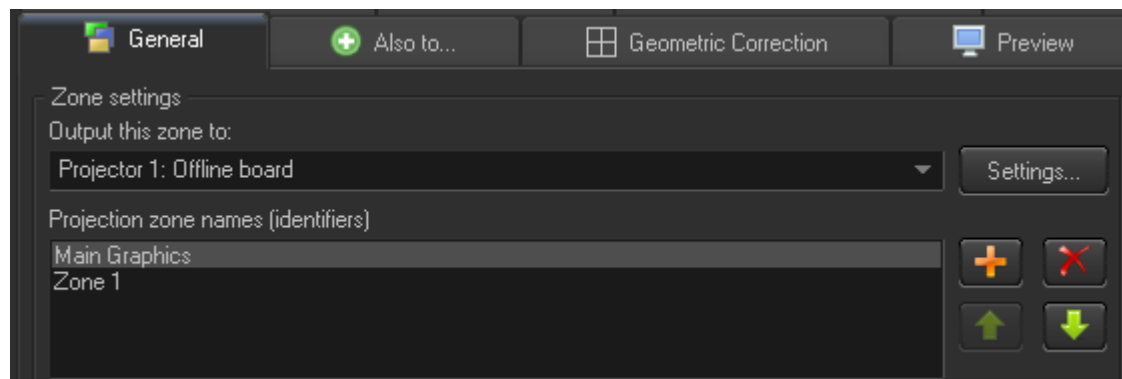 General
Also to...
Geometric Correction
Preview
Zone settings
Output this zone to:
Projector 1: Offline board
Settings...
Projection zone names (identifiers)
Main Graphics
Zone 1